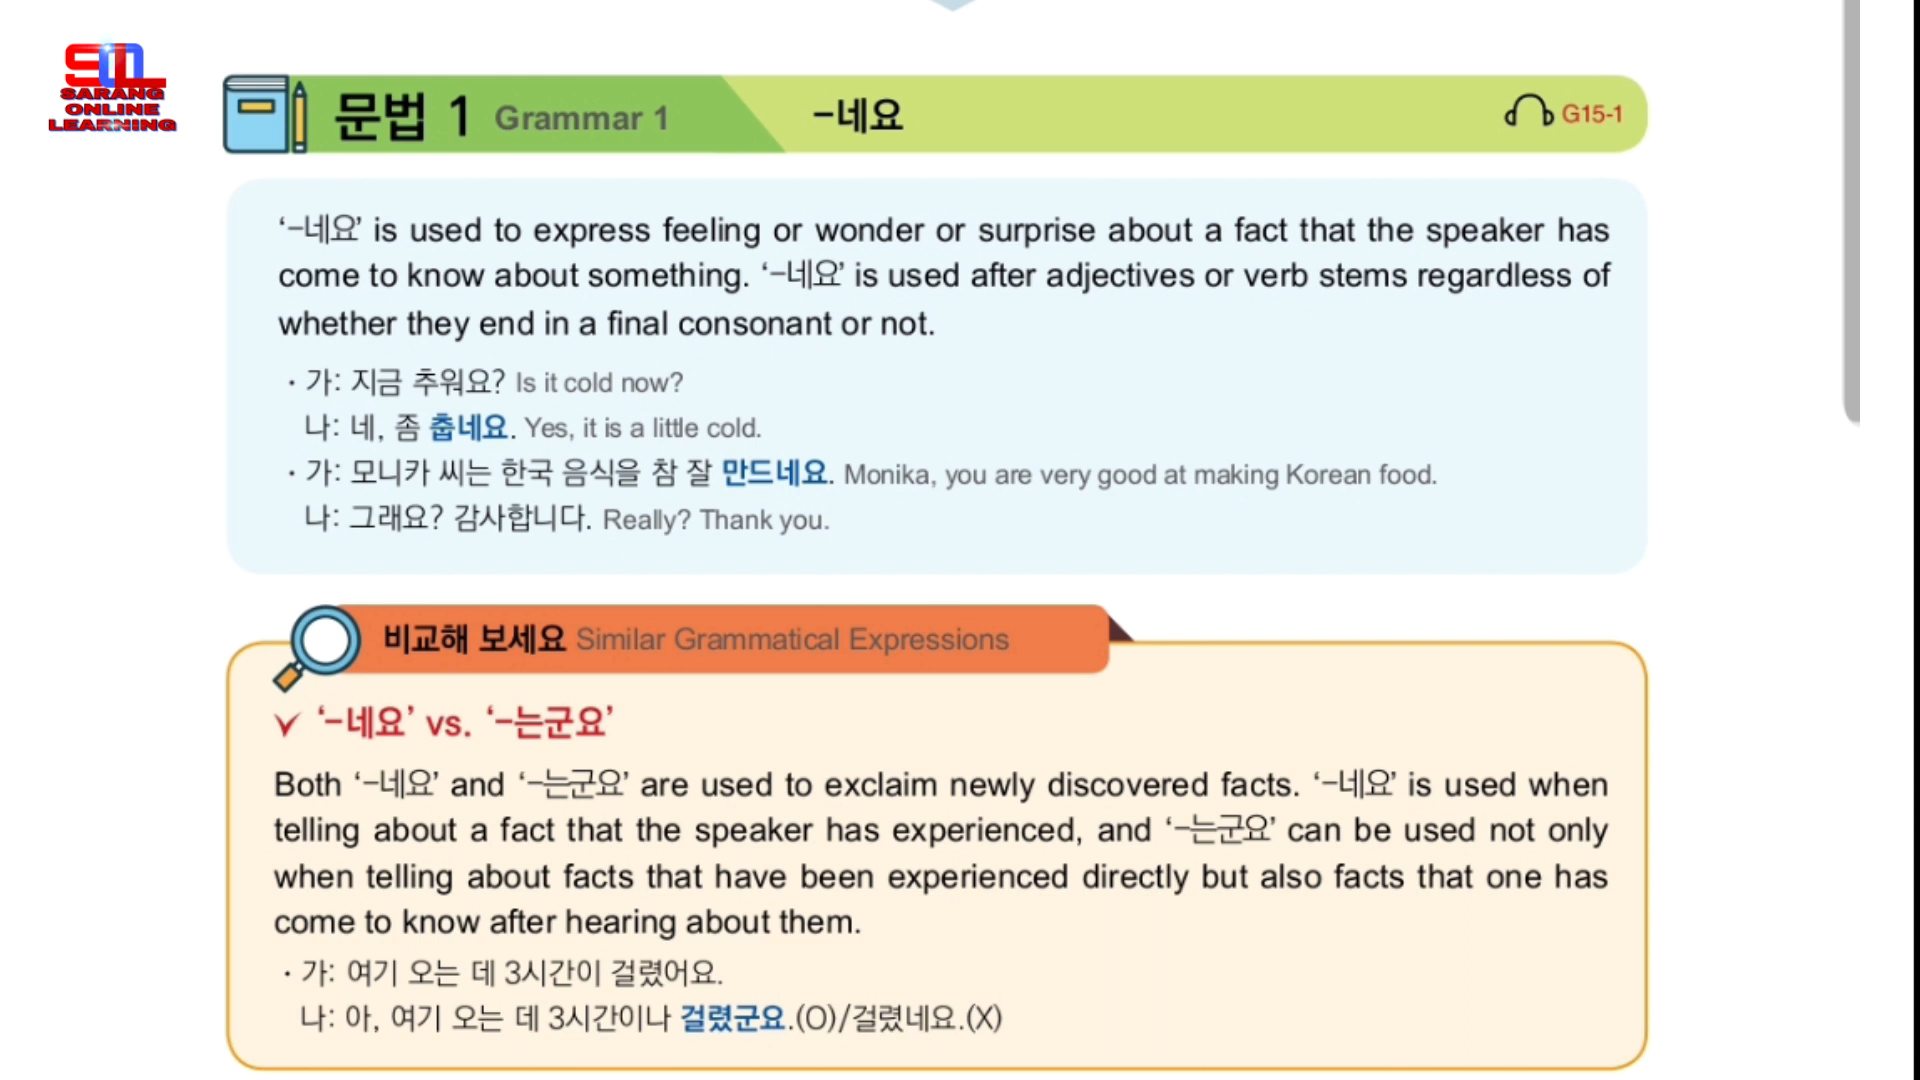 SOL
SARANG
ONLINE
LEARNING
문법 1 Grammar 1 -네요 G15-1
‘-네요’ is used to express feeling or wonder or surprise about a fact that the speaker has
come to know about something. ‘-네요’ is used after adjectives or verb stems regardless of
whether they end in a final consonant or not.
· 가: 지금 추워요? Is it cold now?
나: 네, 좀 춥네요. Yes, it is a little cold.
· 가: 모니카 씨는 한국 음식을 참 잘 만드네요. Monika, you are very good at making Korean food.
나: 그래요? 감사합니다. Really? Thank you.
비교해 보세요 Similar Grammatical Expressions
‘-네요’ vs. ‘-는군요’
Both ‘-네요’ and ‘-는군요’ are used to exclaim newly discovered facts. ‘-네요’ is used when
telling about a fact that the speaker has experienced, and ‘-는군요’ can be used not only
when telling about facts that have been experienced directly but also facts that one has
come to know after hearing about them.
· 가: 여기 오는 데 3시간이 걸렸어요.
나: 아, 여기 오는 데 3시간이나 걸렸군요.(O)/걸렸네요.(X)